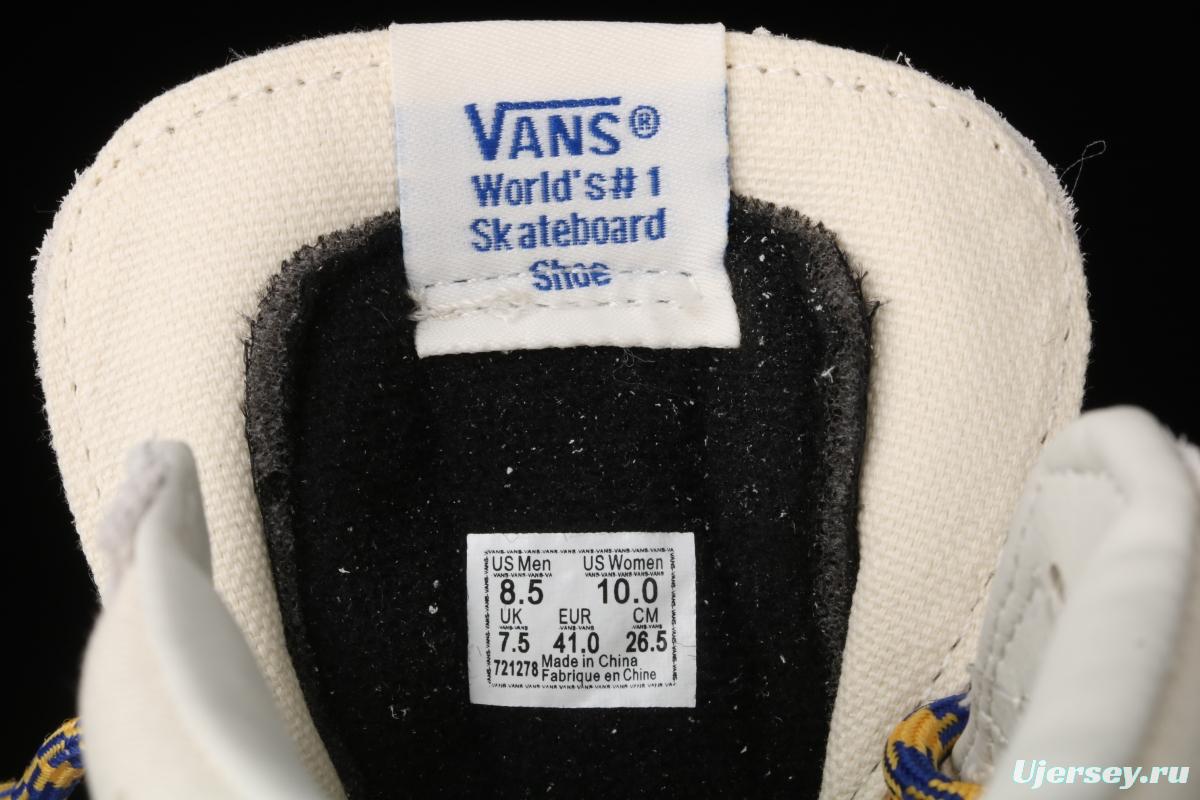 VANS®
World's #1
Skateboard
Shoe
US Men US Women
8.5 10.0
UK EUR CM
7.5 41.0 26.5
721278 Made in China
Fabrique en Chine
Ujersey.ru